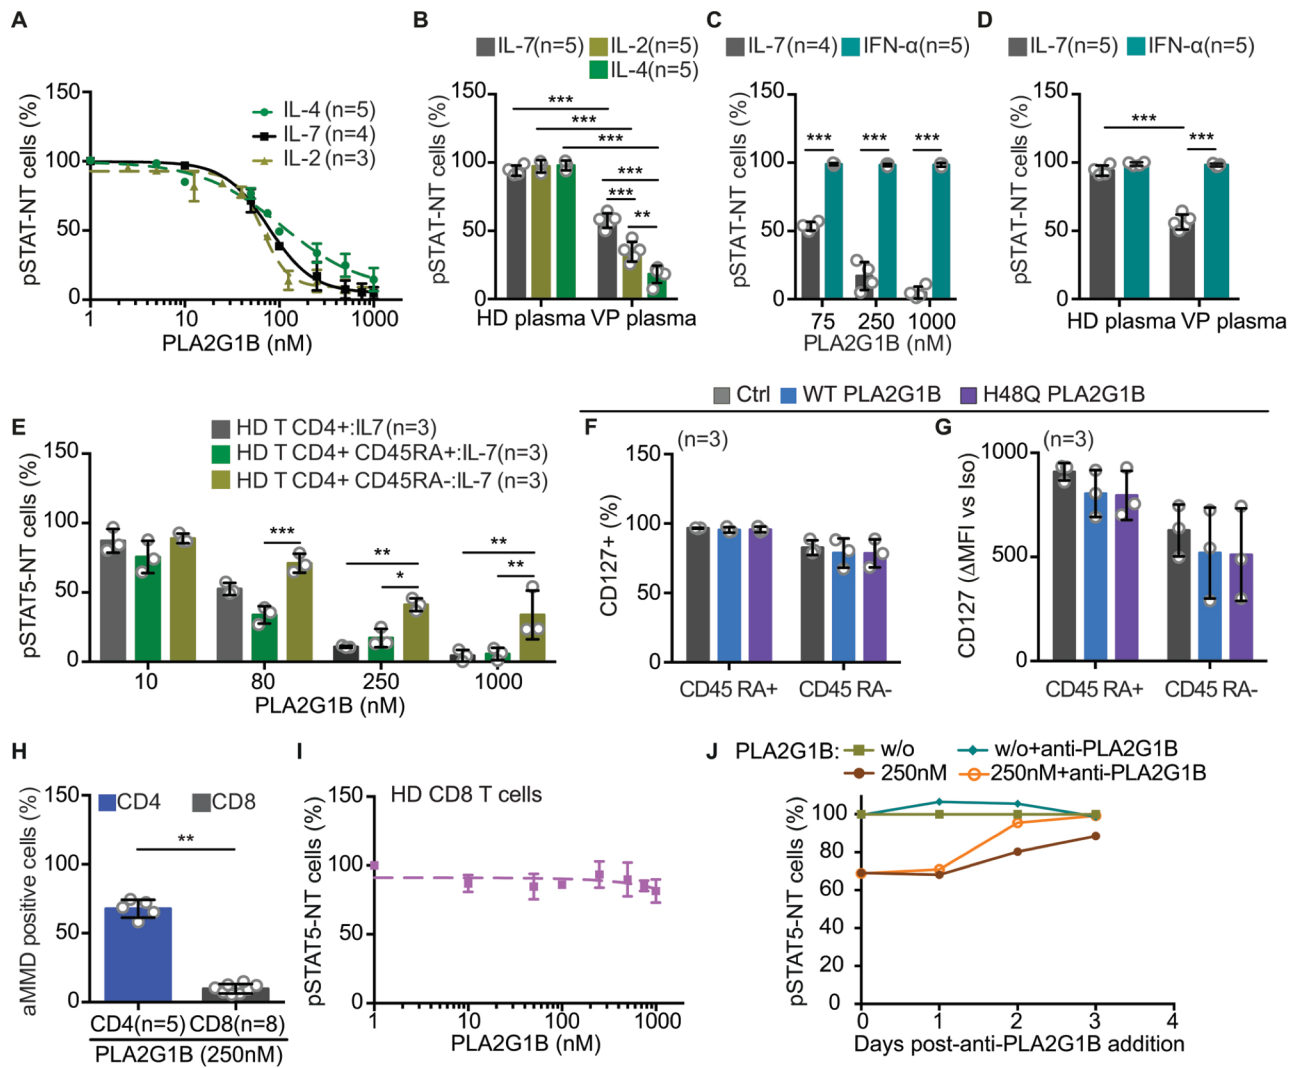 A
pSTAT-NT cells (%)
150
100
50
0
IL-4 (n=5)
IL-7 (n=4)
IL-2 (n=3)
1 10 100 1000
PLA2G1B (nM)
B
IL-7(n=5) IL-2(n=5)
IL-4(n=5)
pSTAT-NT cells (%)
150
100
50
0
***
***
***
***
***
**
HD plasma VP plasma
C
IL-7(n=4) IFN-α(n=5)
pSTAT-NT cells (%)
150
100
50
0
*** *** ***
75 250 1000
PLA2G1B (nM)
D
IL-7(n=5) IFN-α(n=5)
pSTAT-NT cells (%)
150
100
50
0
***
***
HD plasma VP plasma
E
HD T CD4+:IL7(n=3)
HD T CD4+ CD45RA+:IL-7(n=3)
HD T CD4+ CD45RA-:IL-7 (n=3)
pSTAT5-NT cells (%)
150
100
50
0
***
**
*
**
**
10 80 250 1000
PLA2G1B (nM)
Ctrl WT PLA2G1B H48Q PLA2G1B
F
(n=3)
CD127+ (%)
150
100
50
0
CD45 RA+ CD45 RA-
G
(n=3)
CD127 (ΔMFI vs Iso)
1000
500
0
CD45 RA+ CD45 RA-
H
CD4 CD8
aMMD positive cells (%)
150
100
50
0
**
CD4(n=5) CD8(n=8)
PLA2G1B (250nM)
I
HD CD8 T cells
pSTAT5-NT cells (%)
150
100
50
0
1 10 100 1000
PLA2G1B (nM)
J
PLA2G1B: w/o w/o+anti-PLA2G1B
250nM 250nM+anti-PLA2G1B
pSTAT5-NT cells (%)
100
80
60
40
20
0
0 1 2 3 4
Days post-anti-PLA2G1B addition